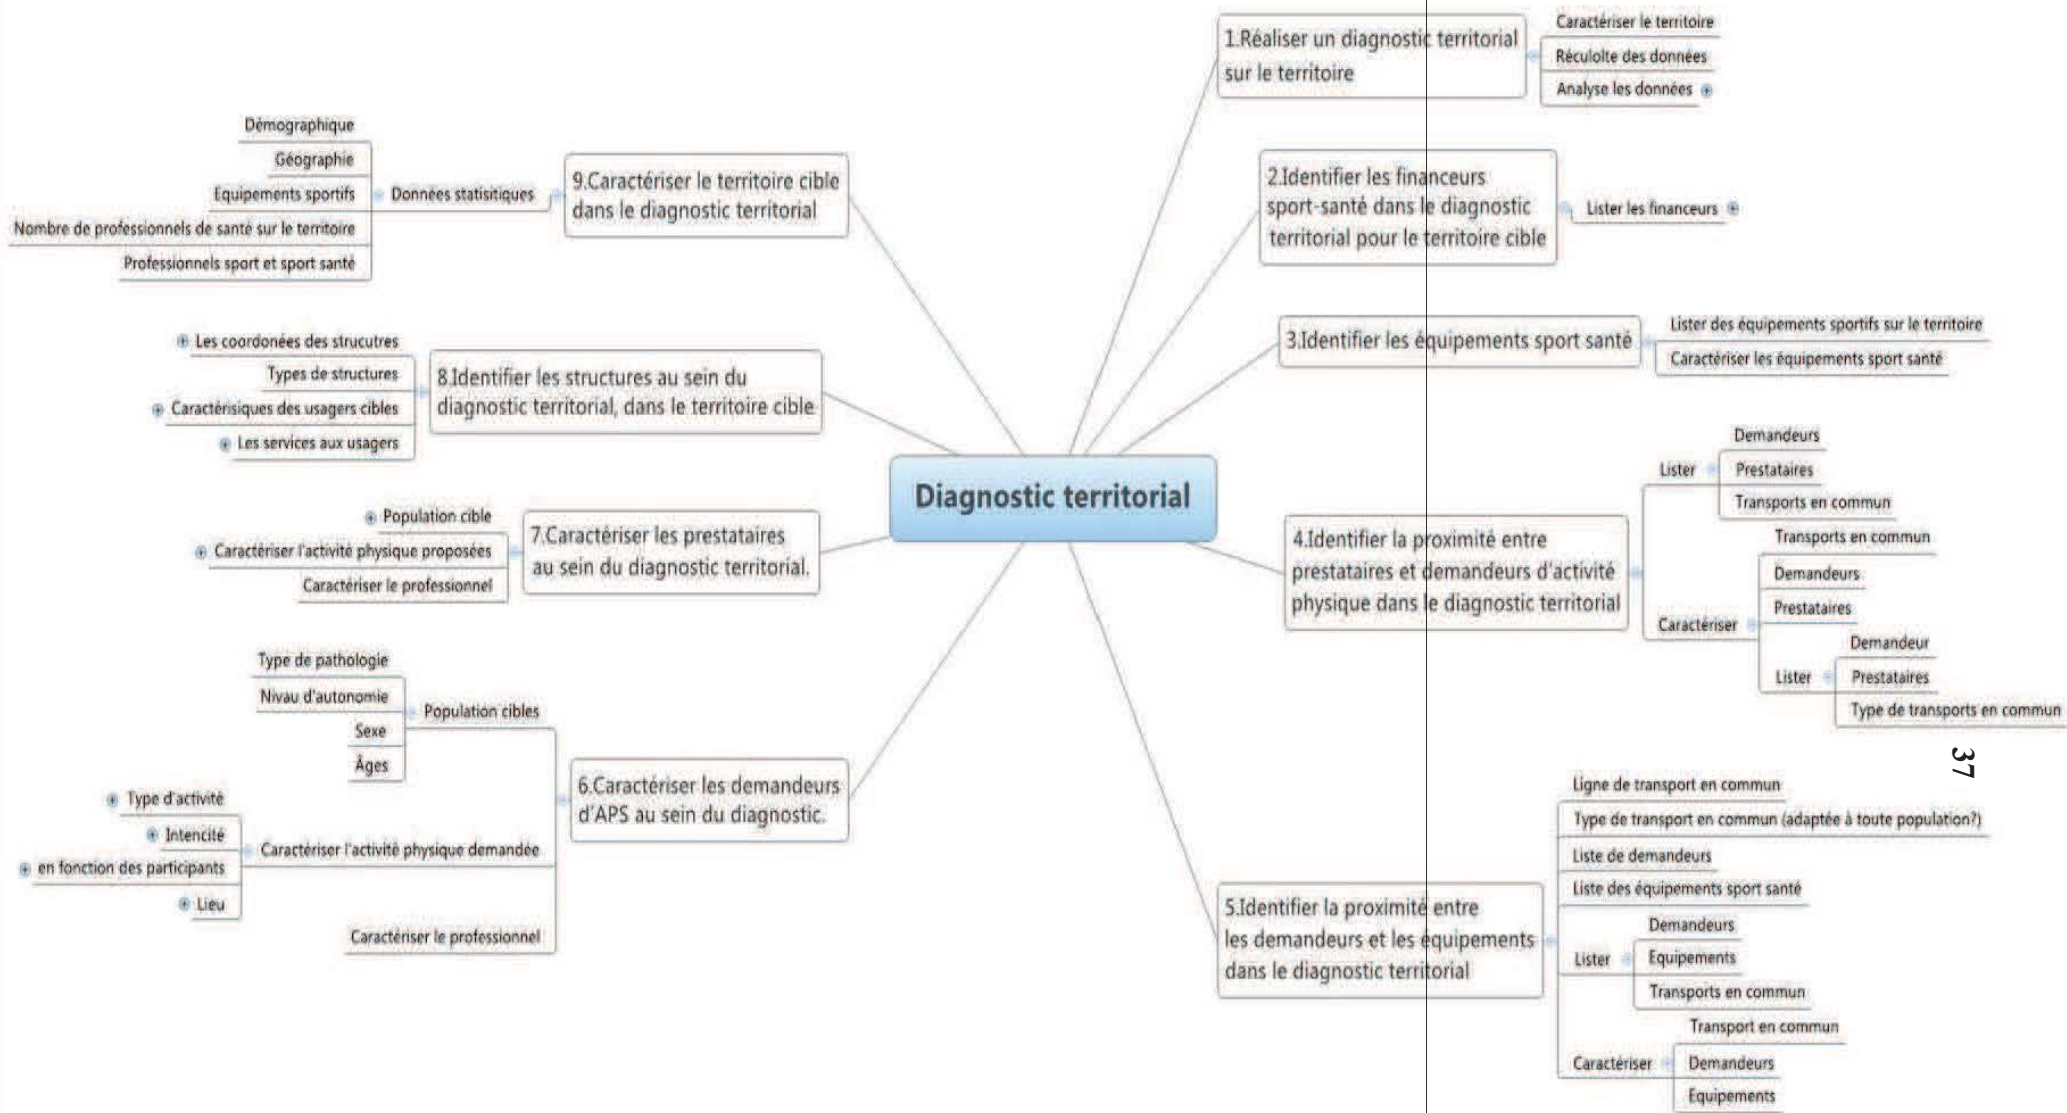 Diagnostic territorial
1.Réaliser un diagnostic territorial
sur le territoire
Caractériser le territoire
Réculolte des données
Analyse les données
2.Identifier les financeurs
sport-santé dans le diagnostic
territorial pour le territoire cible
Lister les financeurs
3.Identifier les équipements sport santé
Lister des équipements sportifs sur le territoire
Caractériser les équipements sport santé
4.Identifier la proximité entre
prestataires et demandeurs d'activité
physique dans le diagnostic territorial
Lister
Demandeurs
Prestataires
Transports en commun
Caractériser
Transports en commun
Demandeurs
Prestataires
Lister
Demandeur
Prestataires
Type de transports en commun
37
5.Identifier la proximité entre
les demandeurs et les équipements
dans le diagnostic territorial
Ligne de transport en commun
Type de transport en commun (adaptée à toute population?)
Liste de demandeurs
Liste des équipements sport santé
Lister
Demandeurs
Equipements
Transports en commun
Caractériser
Transport en commun
Demandeurs
Equipements
6.Caractériser les demandeurs
d'APS au sein du diagnostic.
Population cibles
Type de pathologie
Nivau d'autonomie
Sexe
Âges
Caractériser l'activité physique demandée
Type d'activité
Intencité
en fonction des participants
Lieu
Caractériser le professionnel
7.Caractériser les prestataires
au sein du diagnostic territorial.
Population cible
Caractériser l'activité physique proposées
Caractériser le professionnel
8.Identifier les structures au sein du
diagnostic territorial, dans le territoire cible
Les coordonées des strucutres
Types de structures
Caractérisiques des usagers cibles
Les services aux usagers
9.Caractériser le territoire cible
dans le diagnostic territorial
Données statisitiques
Démographique
Géographie
Equipements sportifs
Nombre de professionnels de santé sur le territoire
Professionnels sport et sport santé